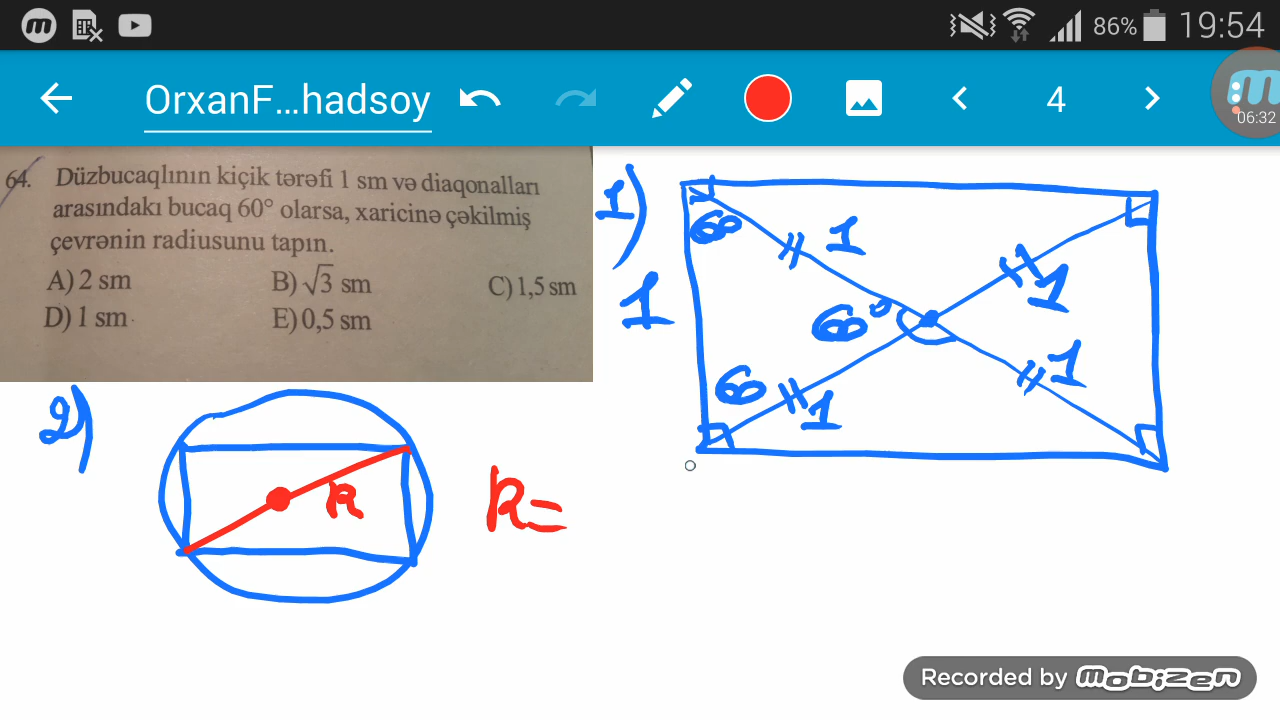 86% 19:54
OrxanF...hadsoy 4
06:32
64. Düzbucaqlının kiçik tərəfi 1 sm və diaqonalları
arasındakı bucaq 60° olarsa, xaricinə çəkilmiş
çevrənin radiusunu tapın.
A) 2 sm B) √3 sm C) 1,5 sm
D) 1 sm E) 0,5 sm
1)
60 1 1
1 60°
60 1 1
2)
R R=
Recorded by mobizen